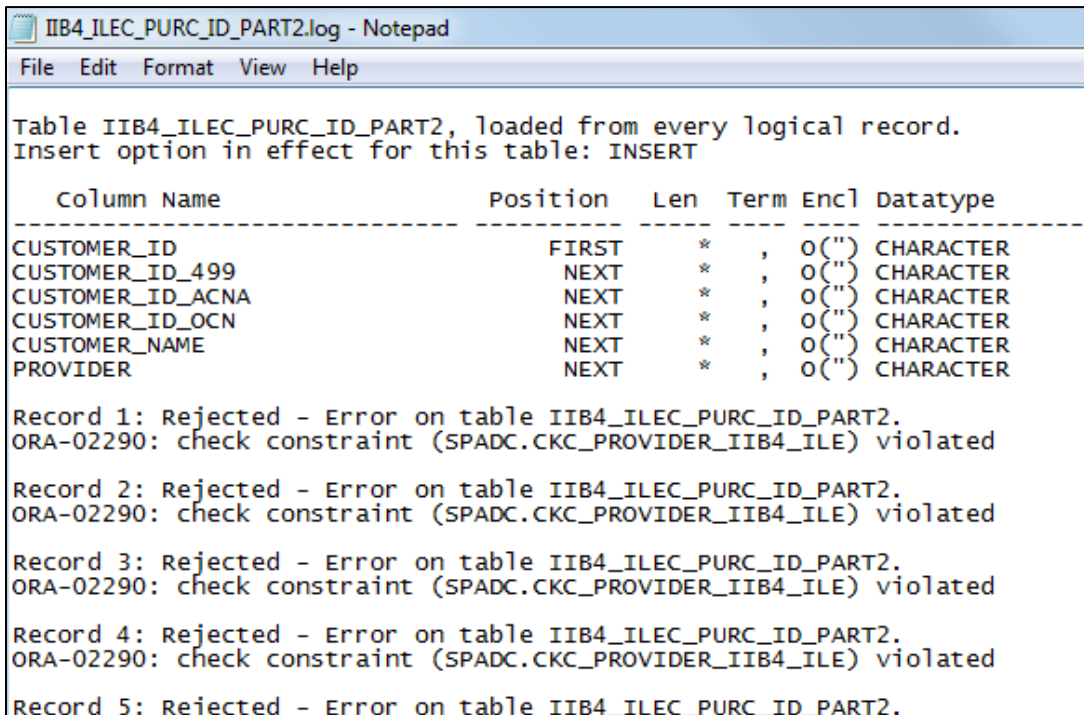 IIB4_ILEC_PURC_ID_PART2.log - Notepad
File Edit Format View Help
Table IIB4_ILEC_PURC_ID_PART2, loaded from every logical record.
Insert option in effect for this table: INSERT
Column Name Position Len Term Encl Datatype
------------------------------ ---------- ----- ---- ---- --------------
CUSTOMER_ID FIRST * , O(") CHARACTER
CUSTOMER_ID_499 NEXT * , O(") CHARACTER
CUSTOMER_ID_ACNA NEXT * , O(") CHARACTER
CUSTOMER_ID_OCN NEXT * , O(") CHARACTER
CUSTOMER_NAME NEXT * , O(") CHARACTER
PROVIDER NEXT * , O(") CHARACTER
Record 1: Rejected - Error on table IIB4_ILEC_PURC_ID_PART2.
ORA-02290: check constraint (SPADC.CKC_PROVIDER_IIB4_ILE) violated
Record 2: Rejected - Error on table IIB4_ILEC_PURC_ID_PART2.
ORA-02290: check constraint (SPADC.CKC_PROVIDER_IIB4_ILE) violated
Record 3: Rejected - Error on table IIB4_ILEC_PURC_ID_PART2.
ORA-02290: check constraint (SPADC.CKC_PROVIDER_IIB4_ILE) violated
Record 4: Rejected - Error on table IIB4_ILEC_PURC_ID_PART2.
ORA-02290: check constraint (SPADC.CKC_PROVIDER_IIB4_ILE) violated
Record 5: Rejected - Error on table IIB4_ILEC_PURC_ID_PART2.